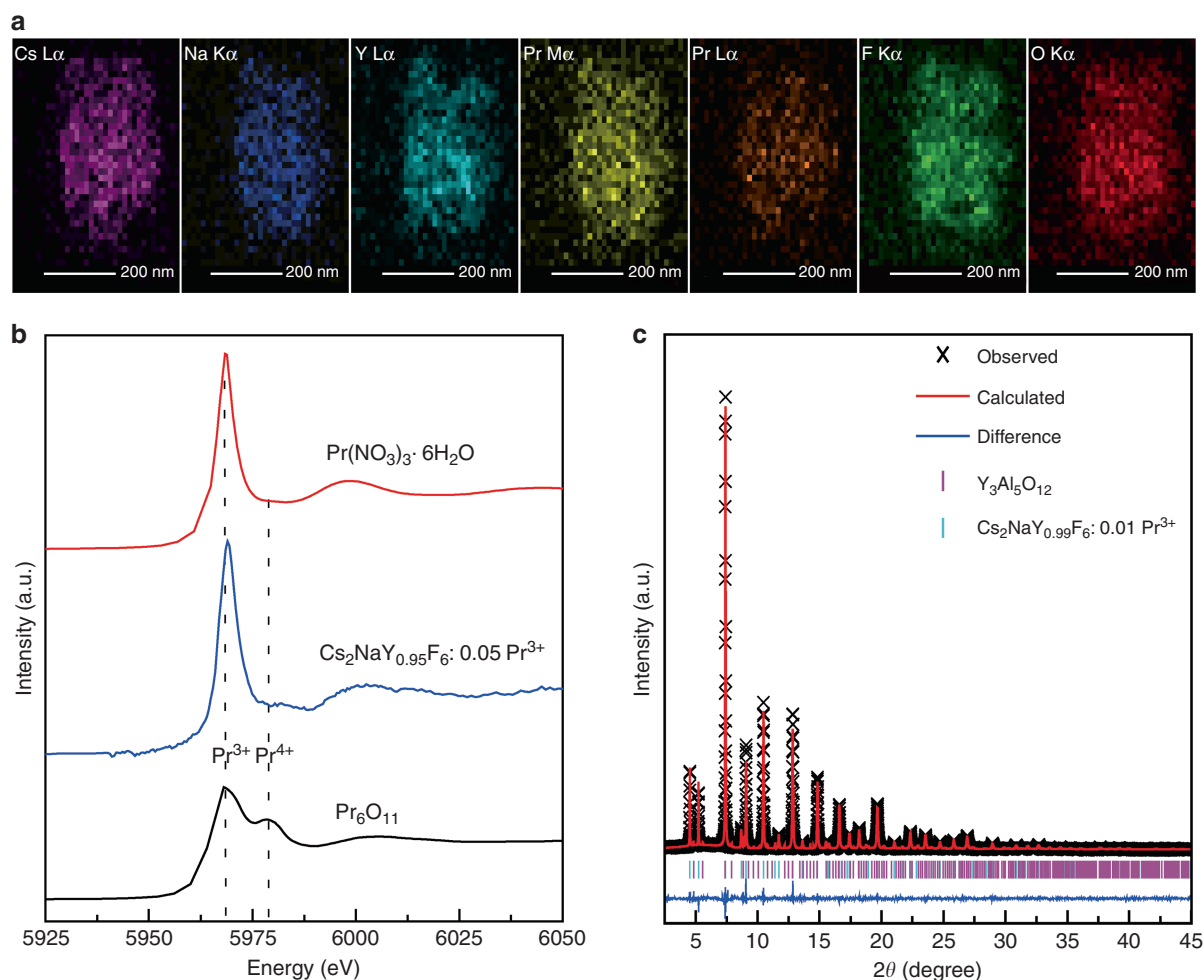 a
Cs Lα Na Kα Y Lα Pr Mα Pr Lα F Kα O Kα
200 nm 200 nm 200 nm 200 nm 200 nm 200 nm 200 nm
b
Pr(NO₃)₃· 6H₂O
Cs₂NaY₀.₉₅F₆: 0.05 Pr³⁺
Pr³⁺ Pr⁴⁺
Pr₆O₁₁
Intensity (a.u.)
5925 5950 5975 6000 6025 6050
Energy (eV)
c
Observed
Calculated
Difference
Y₃Al₅O₁₂
Cs₂NaY₀.₉₉F₆: 0.01 Pr³⁺
Intensity (a.u.)
5 10 15 20 25 30 35 40 45
2θ (degree)